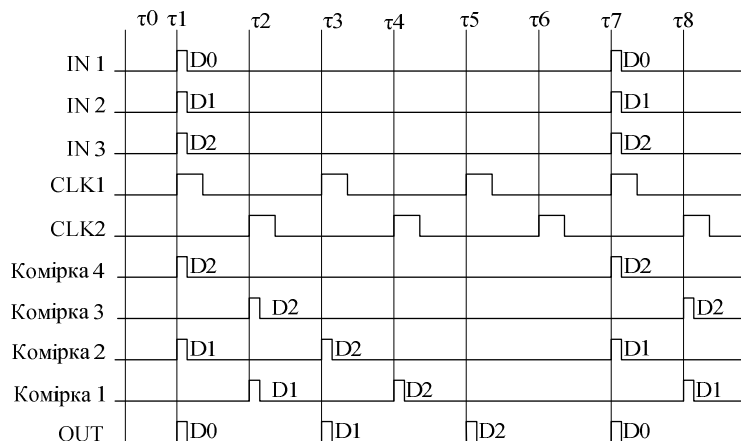 τ0 τ1 τ2 τ3 τ4 τ5 τ6 τ7 τ8
IN 1 D0 D0
IN 2 D1 D1
IN 3 D2 D2
CLK1
CLK2
Комірка 4 D2 D2
Комірка 3 D2 D2
Комірка 2 D1 D2 D1
Комірка 1 D1 D2 D1
OUT D0 D1 D2 D0